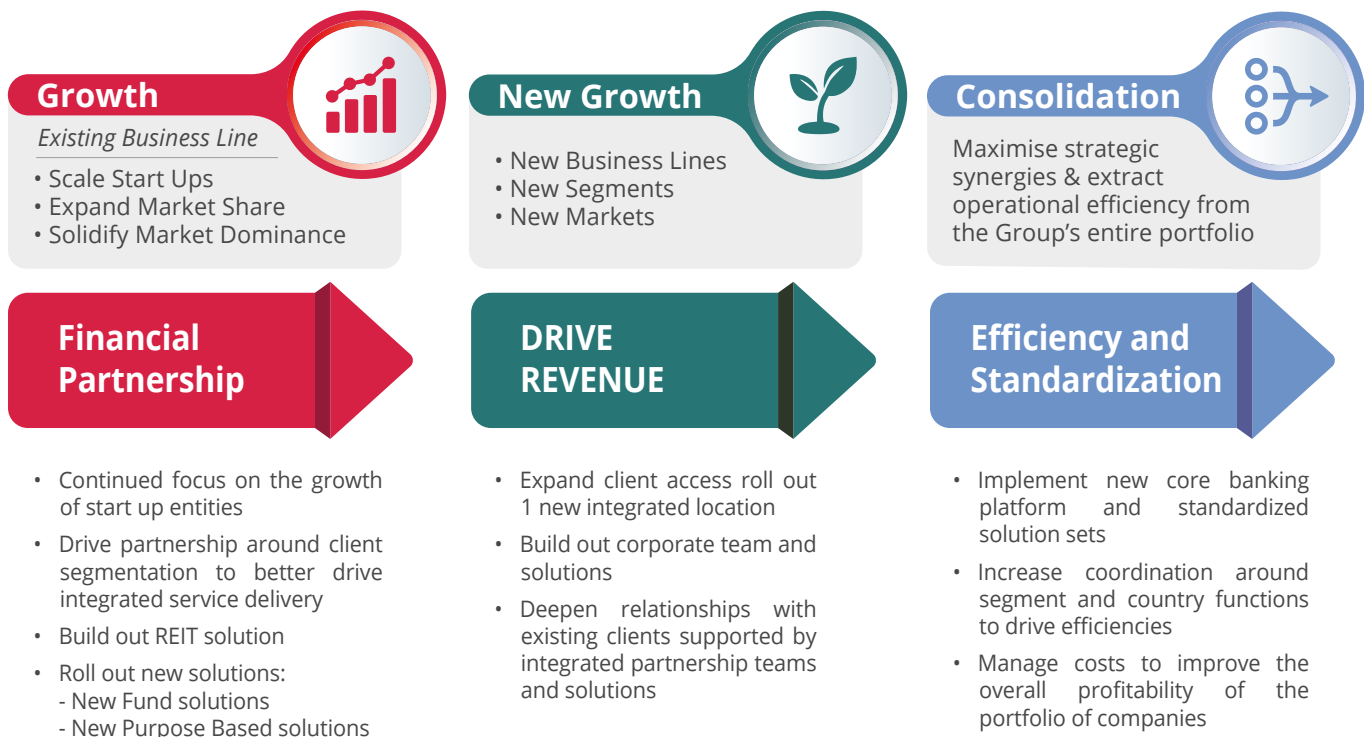 Growth
Existing Business Line
• Scale Start Ups
• Expand Market Share
• Solidify Market Dominance
Financial
Partnership
• Continued focus on the growth
of start up entities
• Drive partnership around client
segmentation to better drive
integrated service delivery
• Build out REIT solution
• Roll out new solutions:
- New Fund solutions
- New Purpose Based solutions
New Growth
• New Business Lines
• New Segments
• New Markets
DRIVE
REVENUE
• Expand client access roll out
1 new integrated location
• Build out corporate team and
solutions
• Deepen relationships with
existing clients supported by
integrated partnership teams
and solutions
Consolidation
Maximise strategic
synergies & extract
operational efficiency from
the Group's entire portfolio
Efficiency and
Standardization
• Implement new core banking
platform and standardized
solution sets
• Increase coordination around
segment and country functions
to drive efficiencies
• Manage costs to improve the
overall profitability of the
portfolio of companies